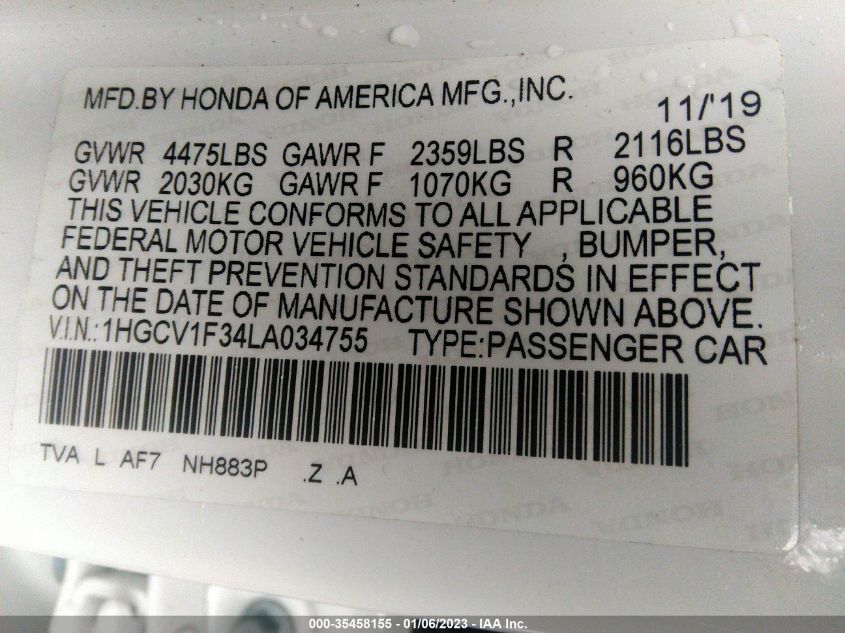 MFD.BY HONDA OF AMERICA MFG.,INC. 11/'19
GVWR 4475LBS GAWR F 2359LBS R 2116LBS
GVWR 2030KG GAWR F 1070KG R 960KG
THIS VEHICLE CONFORMS TO ALL APPLICABLE
FEDERAL MOTOR VEHICLE SAFETY , BUMPER,
AND THEFT PREVENTION STANDARDS IN EFFECT
ON THE DATE OF MANUFACTURE SHOWN ABOVE.
V.I.N.:1HGCV1F34LA034755 TYPE:PASSENGER CAR
TVA L AF7 NH883P .Z .A
000-35458155 - 01/06/2023 - IAA Inc.